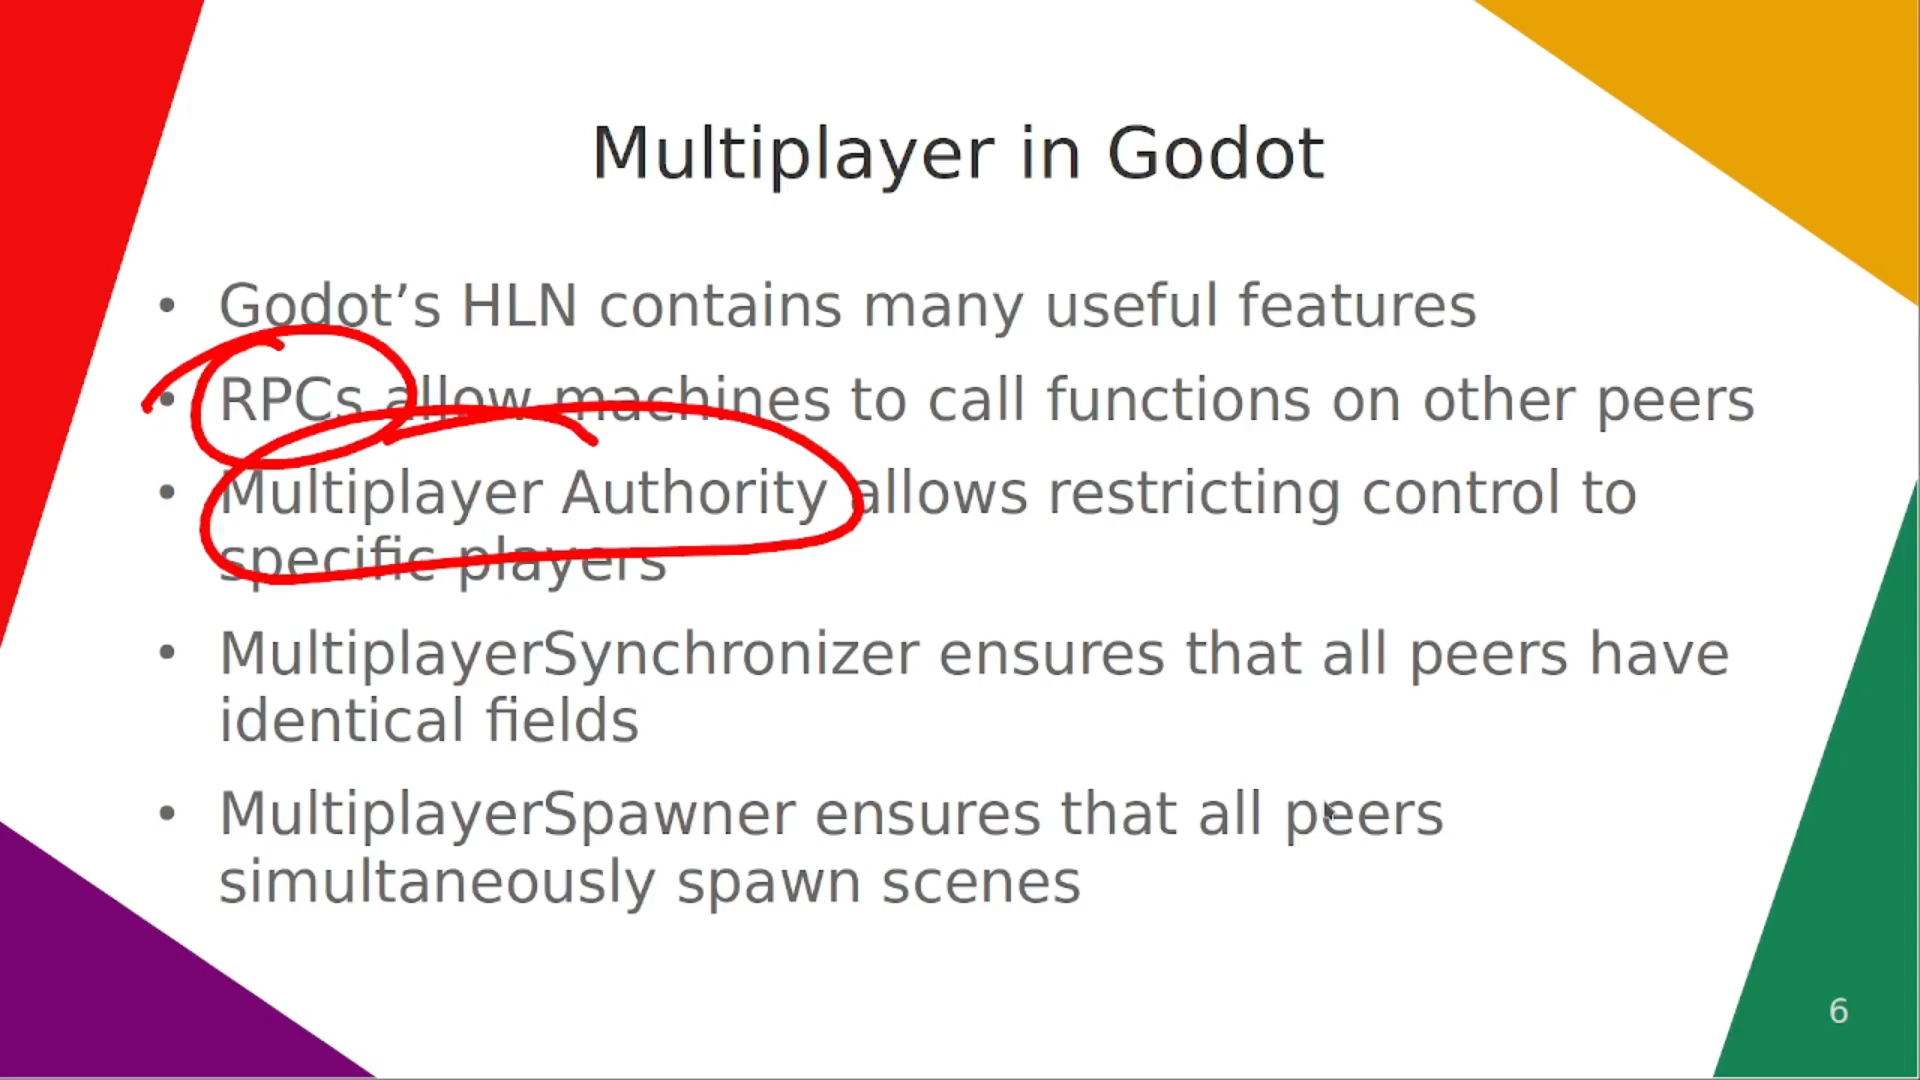 Multiplayer in Godot
• Godot’s HLN contains many useful features
• RPCs allow machines to call functions on other peers
• Multiplayer Authority allows restricting control to
specific players
• MultiplayerSynchronizer ensures that all peers have
identical fields
• MultiplayerSpawner ensures that all peers
simultaneously spawn scenes
6